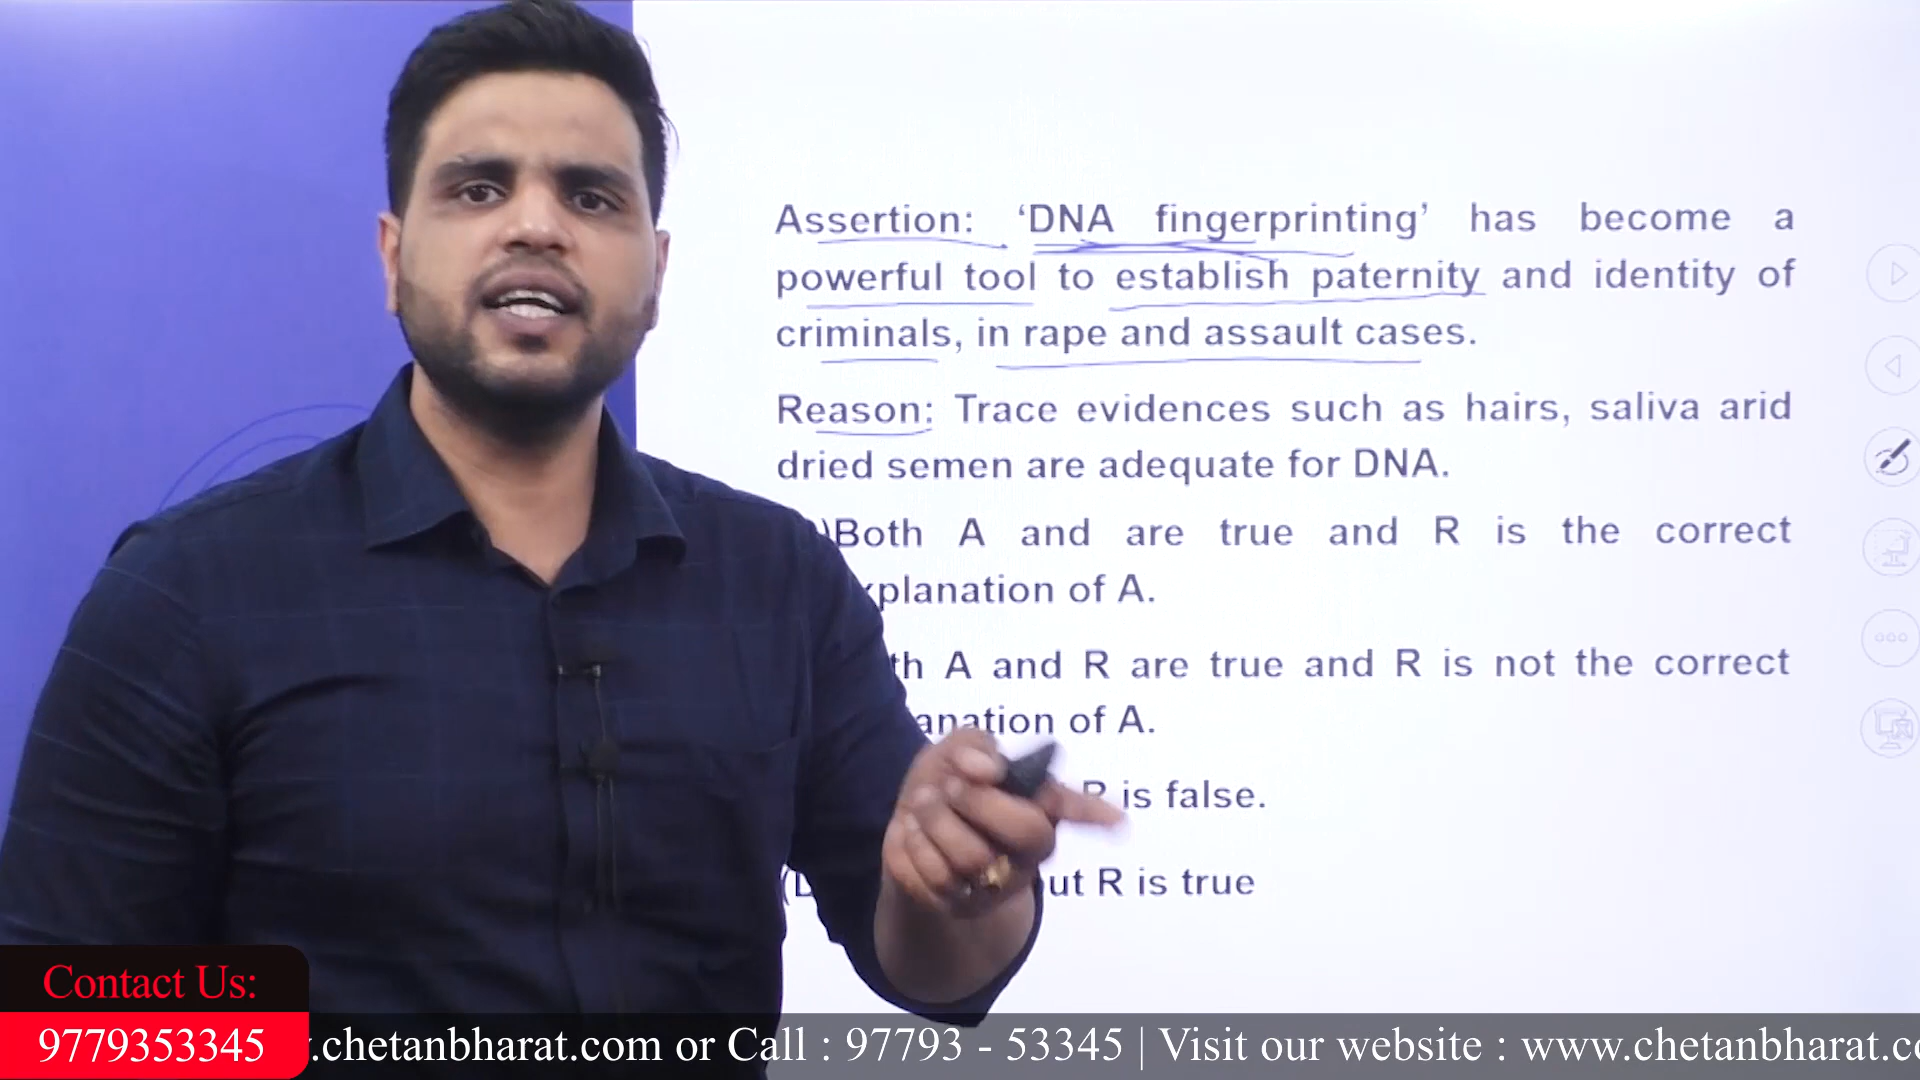 Assertion: ‘DNA fingerprinting’ has become a
powerful tool to establish paternity and identity of
criminals, in rape and assault cases.
Reason: Trace evidences such as hairs, saliva arid
dried semen are adequate for DNA.
)Both A and are true and R is the correct
planation of A.
th A and R are true and R is not the correct
anation of A.
R is false.
ut R is true
Contact Us:
9779353345
.chetanbharat.com or Call : 97793 - 53345 | Visit our website : www.chetanbharat.co